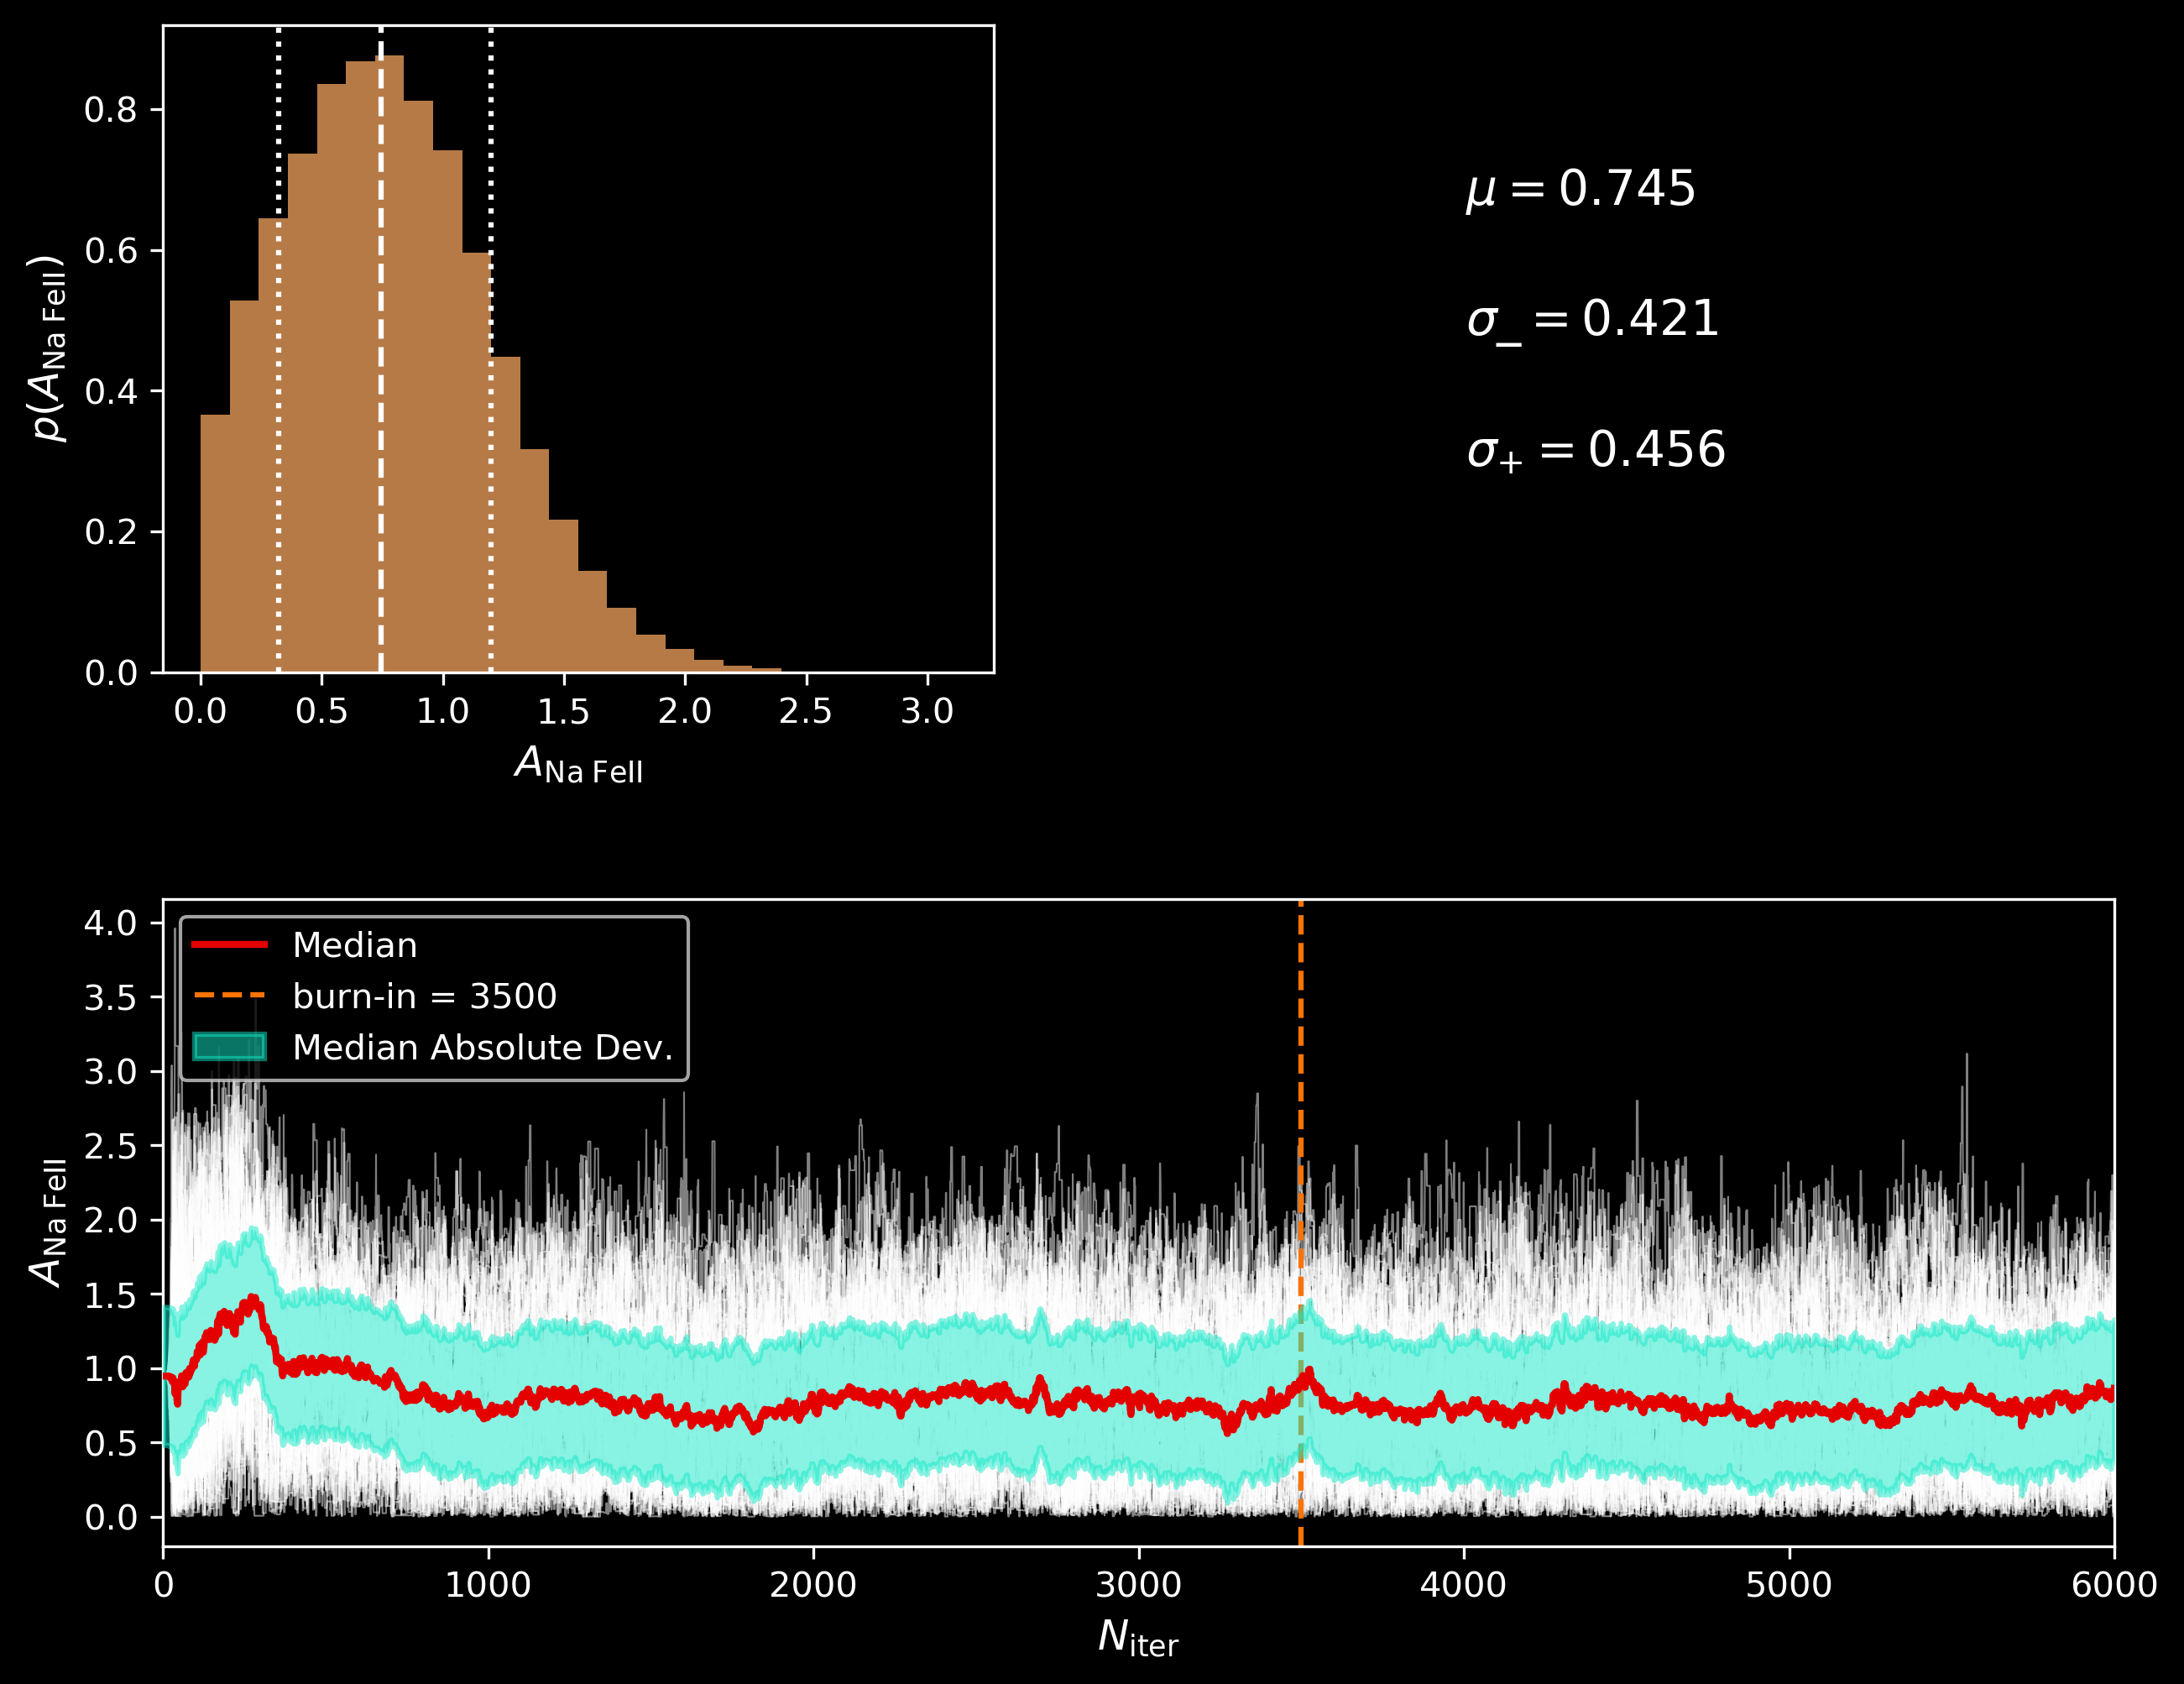 p(A_Na FeII)
0.8
0.6
0.4
0.2
0.0
0.0 0.5 1.0 1.5 2.0 2.5 3.0
A_Na FeII
μ = 0.745
σ_− = 0.421
σ_+ = 0.456
A_Na FeII
4.0
3.5
3.0
2.5
2.0
1.5
1.0
0.5
0.0
Median
burn-in = 3500
Median Absolute Dev.
0 1000 2000 3000 4000 5000 6000
N_iter